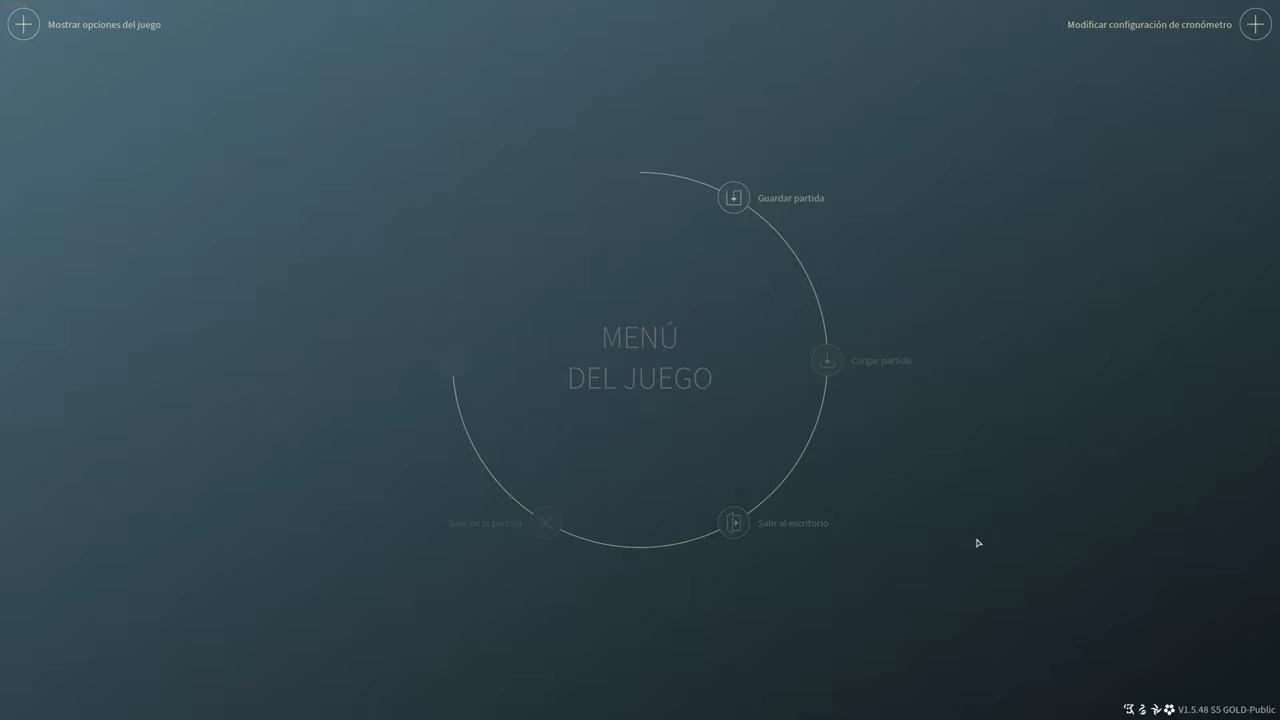 Mostrar opciones del juego
Modificar configuración de cronómetro
Guardar partida
MENÚ
DEL JUEGO
Cargar partida
Salir de la partida
Salir al escritorio
V1.5.48 S5 GOLD-Public